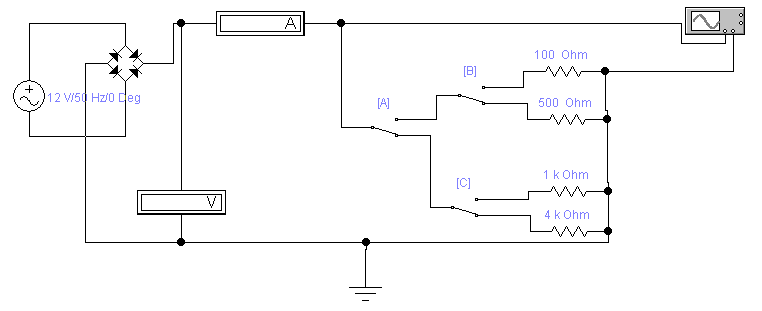 A
100 Ohm
[B]
12 V/50 Hz/0 Deg
[A]
500 Ohm
1 k Ohm
[C]
V
4 k Ohm